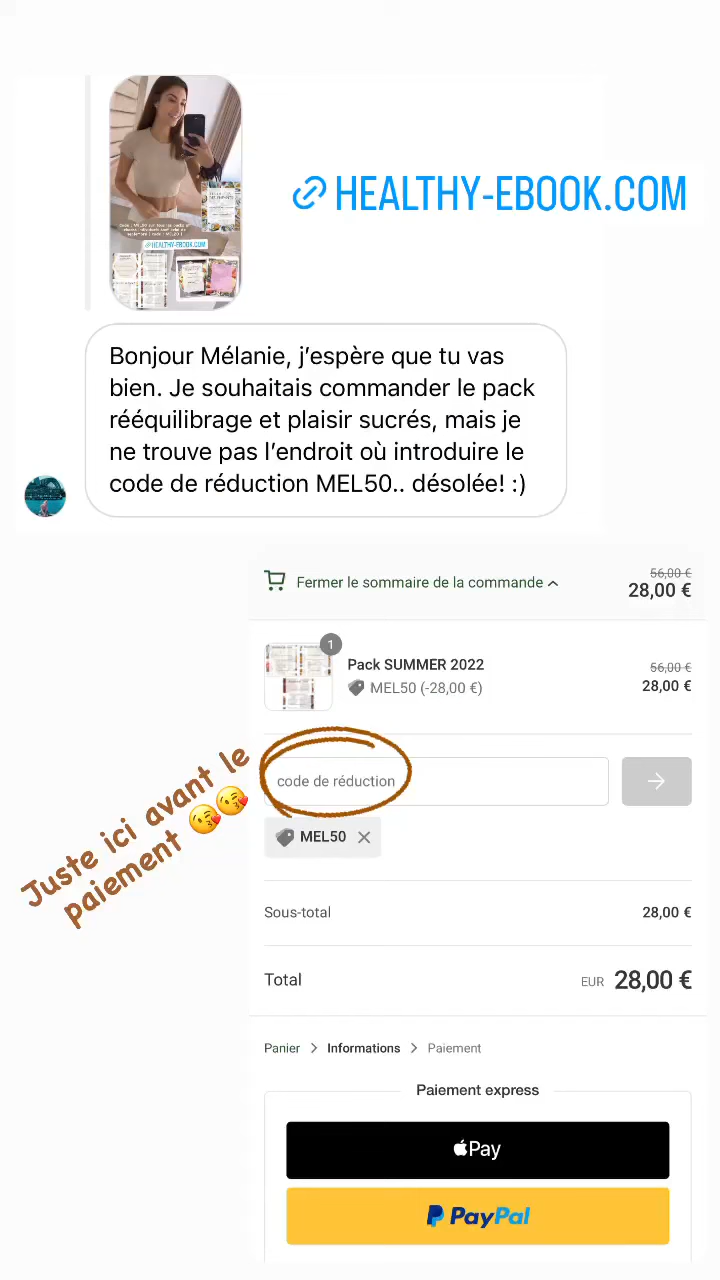 HEALTHY-EBOOK.COM
HEALTHY-EBOOK.COM
Bonjour Mélanie, j’espère que tu vas
bien. Je souhaitais commander le pack
rééquilibrage et plaisir sucrés, mais je
ne trouve pas l’endroit où introduire le
code de réduction MEL50.. désolée! :)
Fermer le sommaire de la commande
56,00 €
28,00 €
1
Pack SUMMER 2022
56,00 €
MEL50 (-28,00 €)
28,00 €
Juste ici avant le
paiement 😘😘
code de réduction
MEL50
Sous-total 28,00 €
Total EUR 28,00 €
Panier > Informations > Paiement
Paiement express
Pay
PayPal